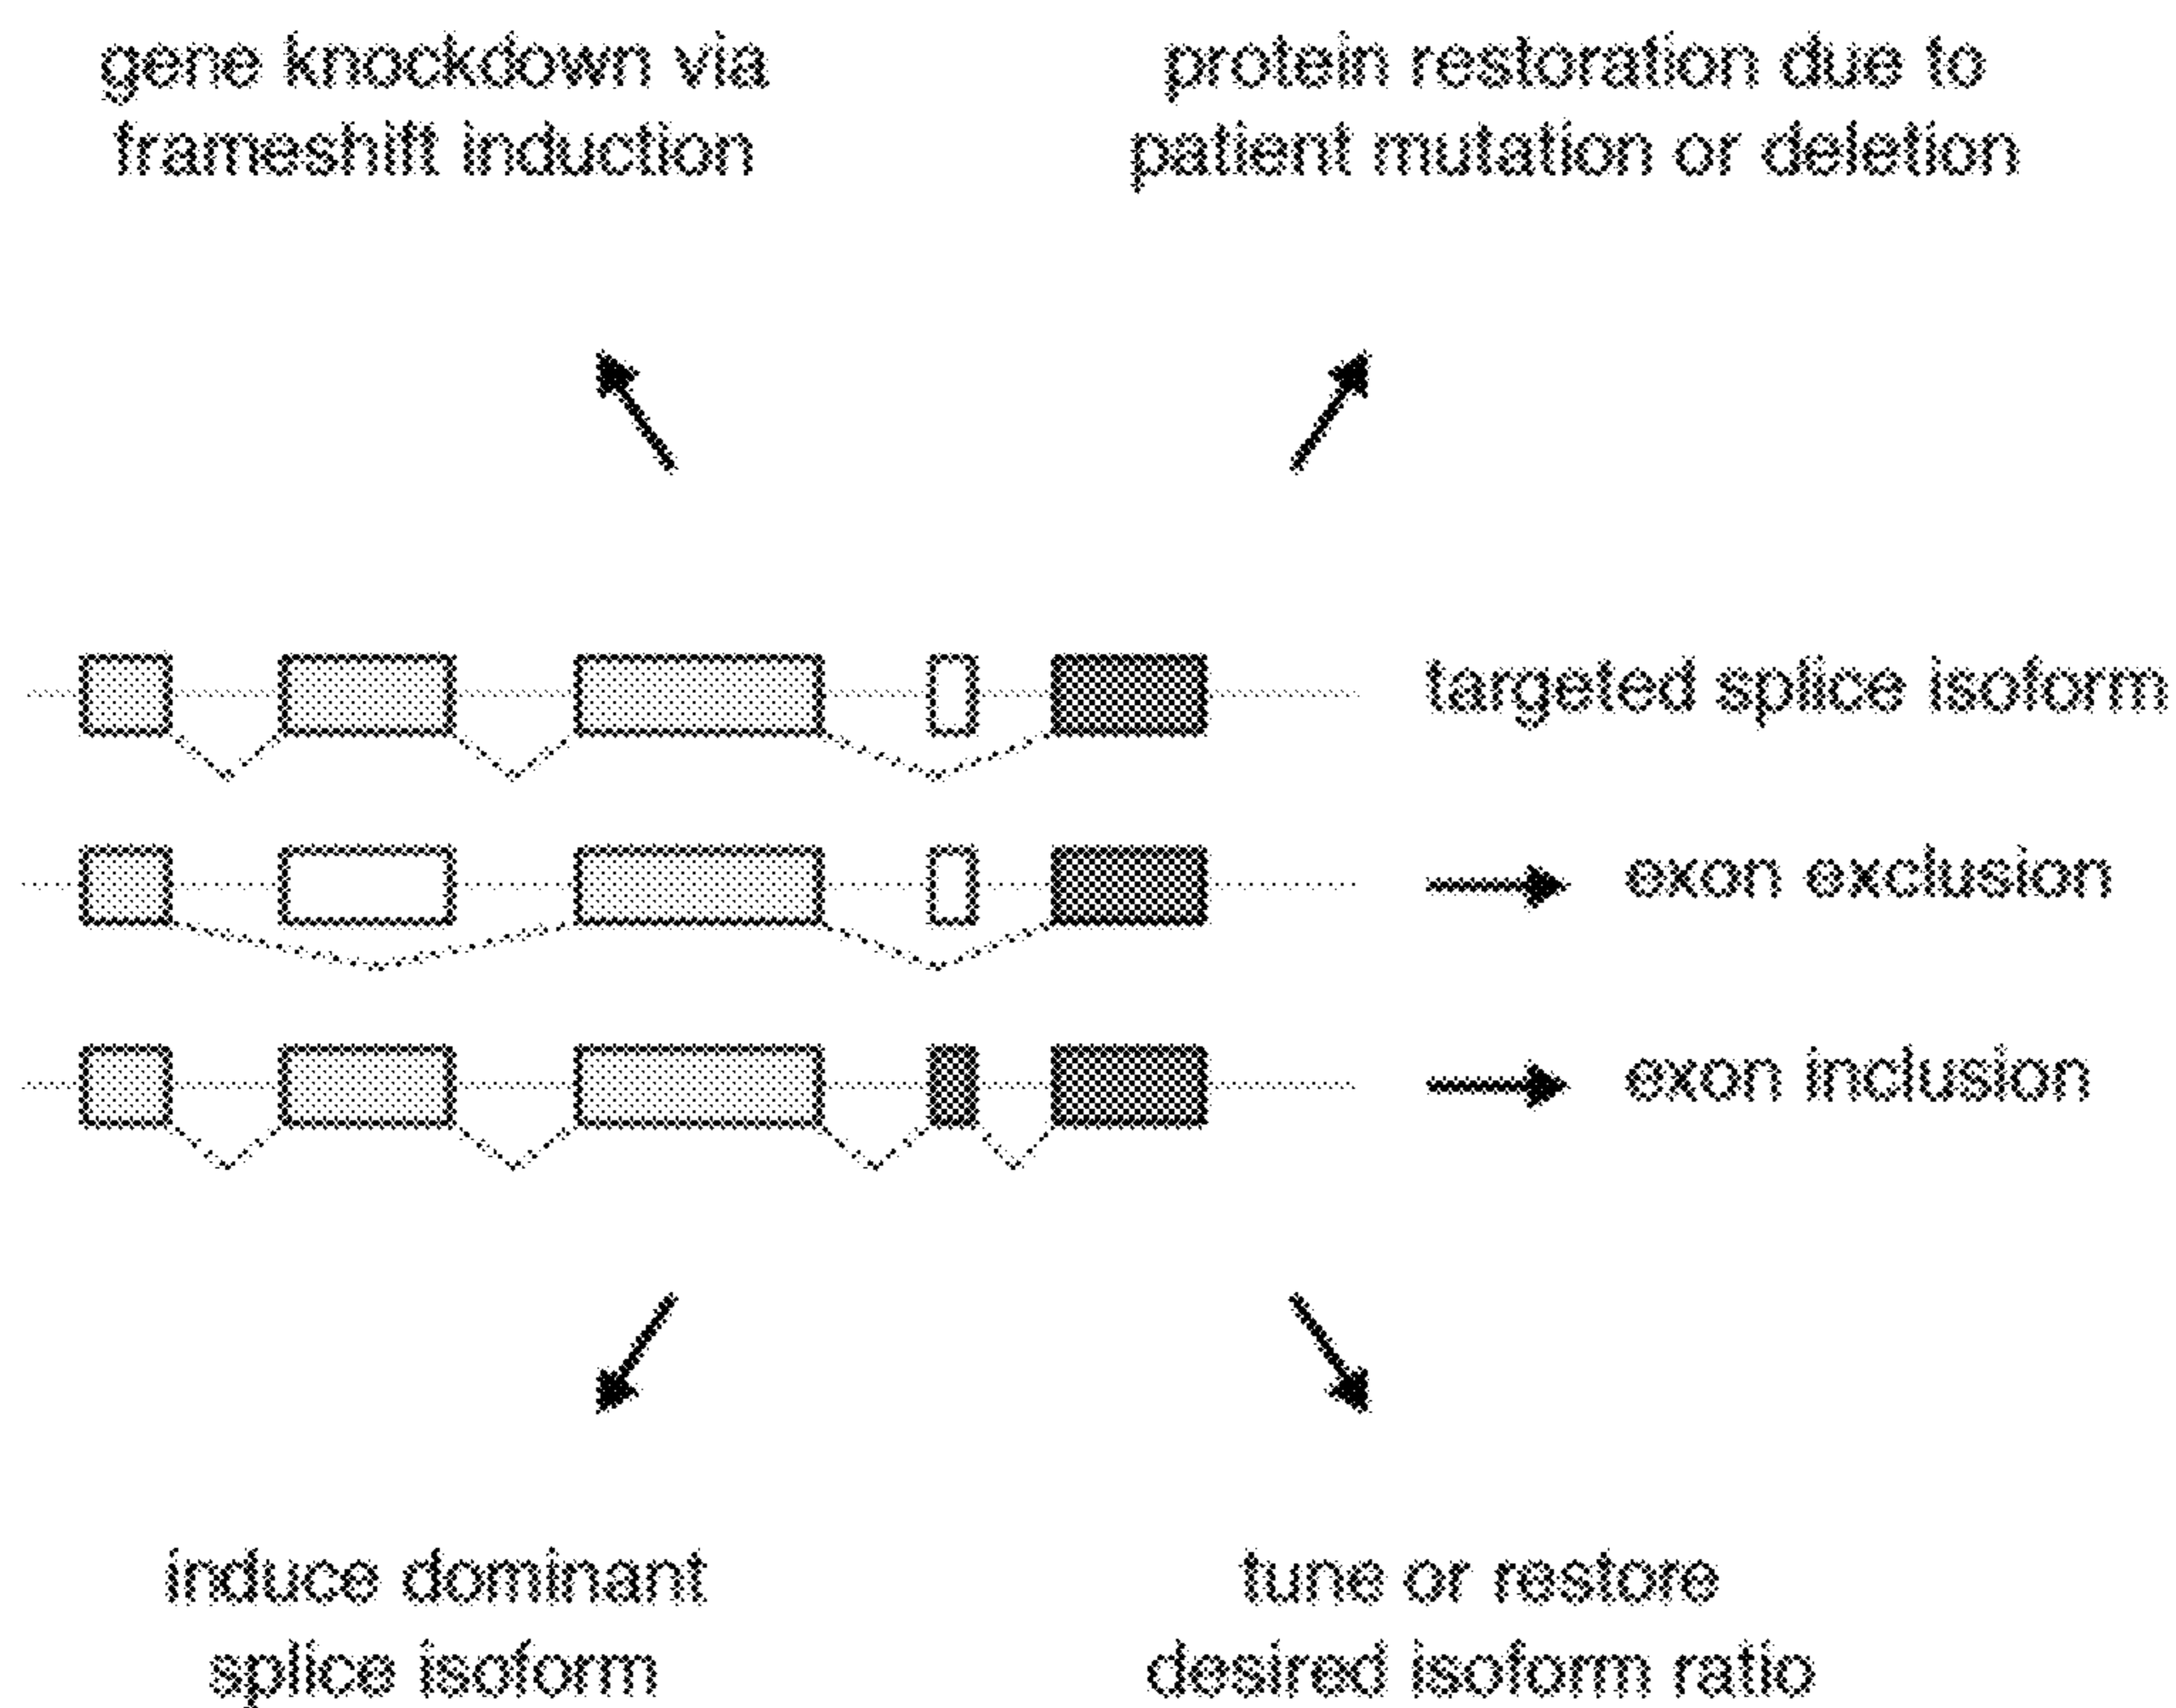 gene knockdown via
frameshift induction
protein restoration due to
patient mutation or deletion
targeted splice isoform
exon exclusion
exon inclusion
induce dominant
splice isoform
tune or restore
desired isoform ratio